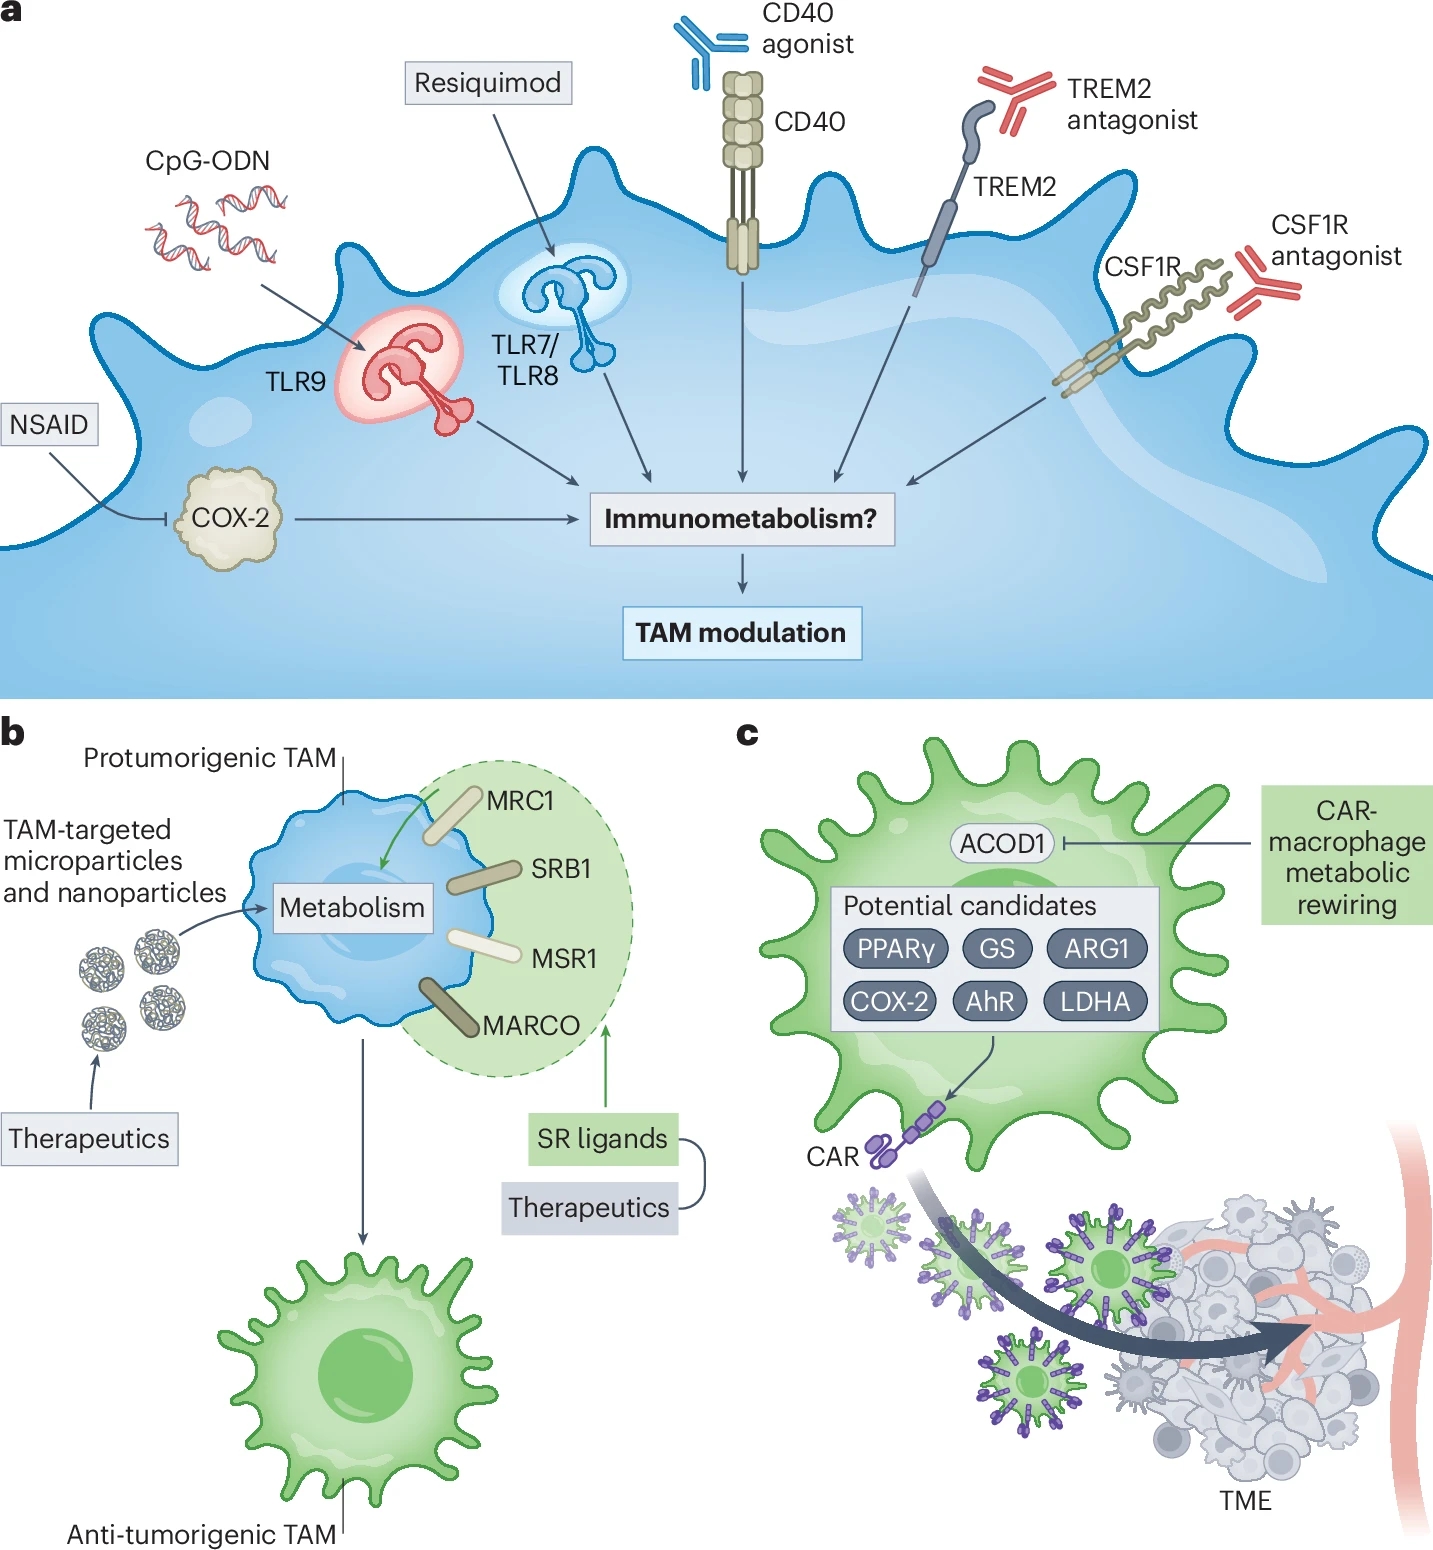 a
CD40
agonist
Resiquimod
TREM2
antagonist
CD40
CpG-ODN
TREM2
CSF1R
antagonist
CSF1R
TLR7/
TLR8
TLR9
NSAID
COX-2
Immunometabolism?
TAM modulation
b
Protumorigenic TAM
TAM-targeted
microparticles
and nanoparticles
MRC1
SRB1
Metabolism
MSR1
MARCO
Therapeutics
SR ligands
Therapeutics
Anti-tumorigenic TAM
c
ACOD1
CAR-
macrophage
metabolic
rewiring
Potential candidates
PPARγ GS ARG1
COX-2 AhR LDHA
CAR
TME